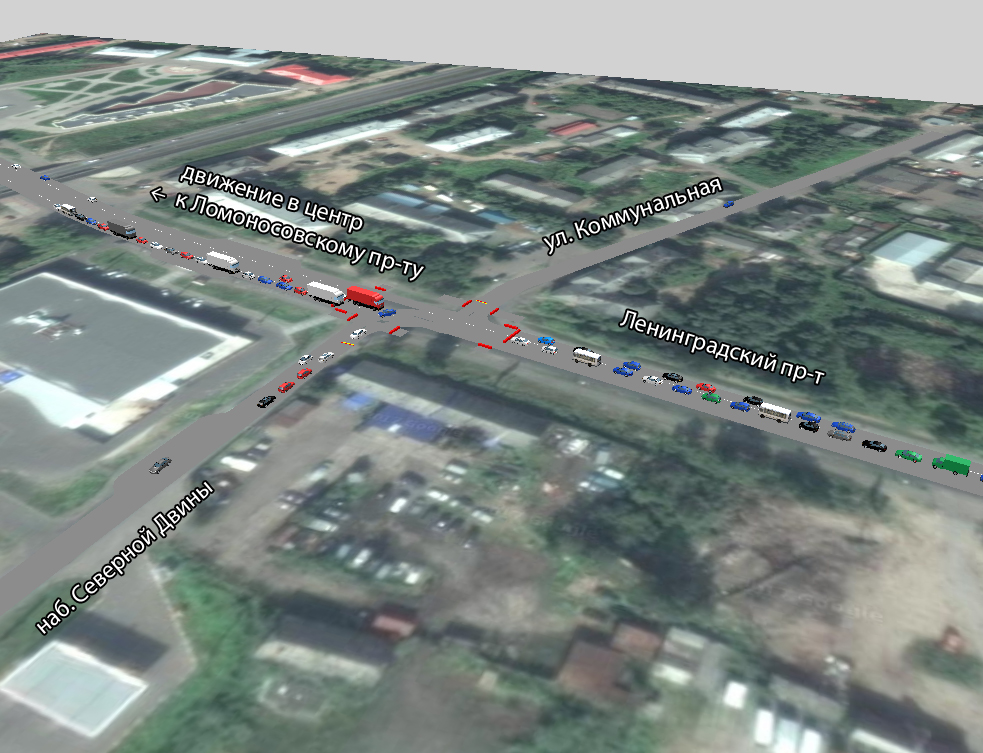 движение в центр
← к Ломоносовскому пр-ту
ул. Коммунальная
Ленинградский пр-т
наб. Северной Двины